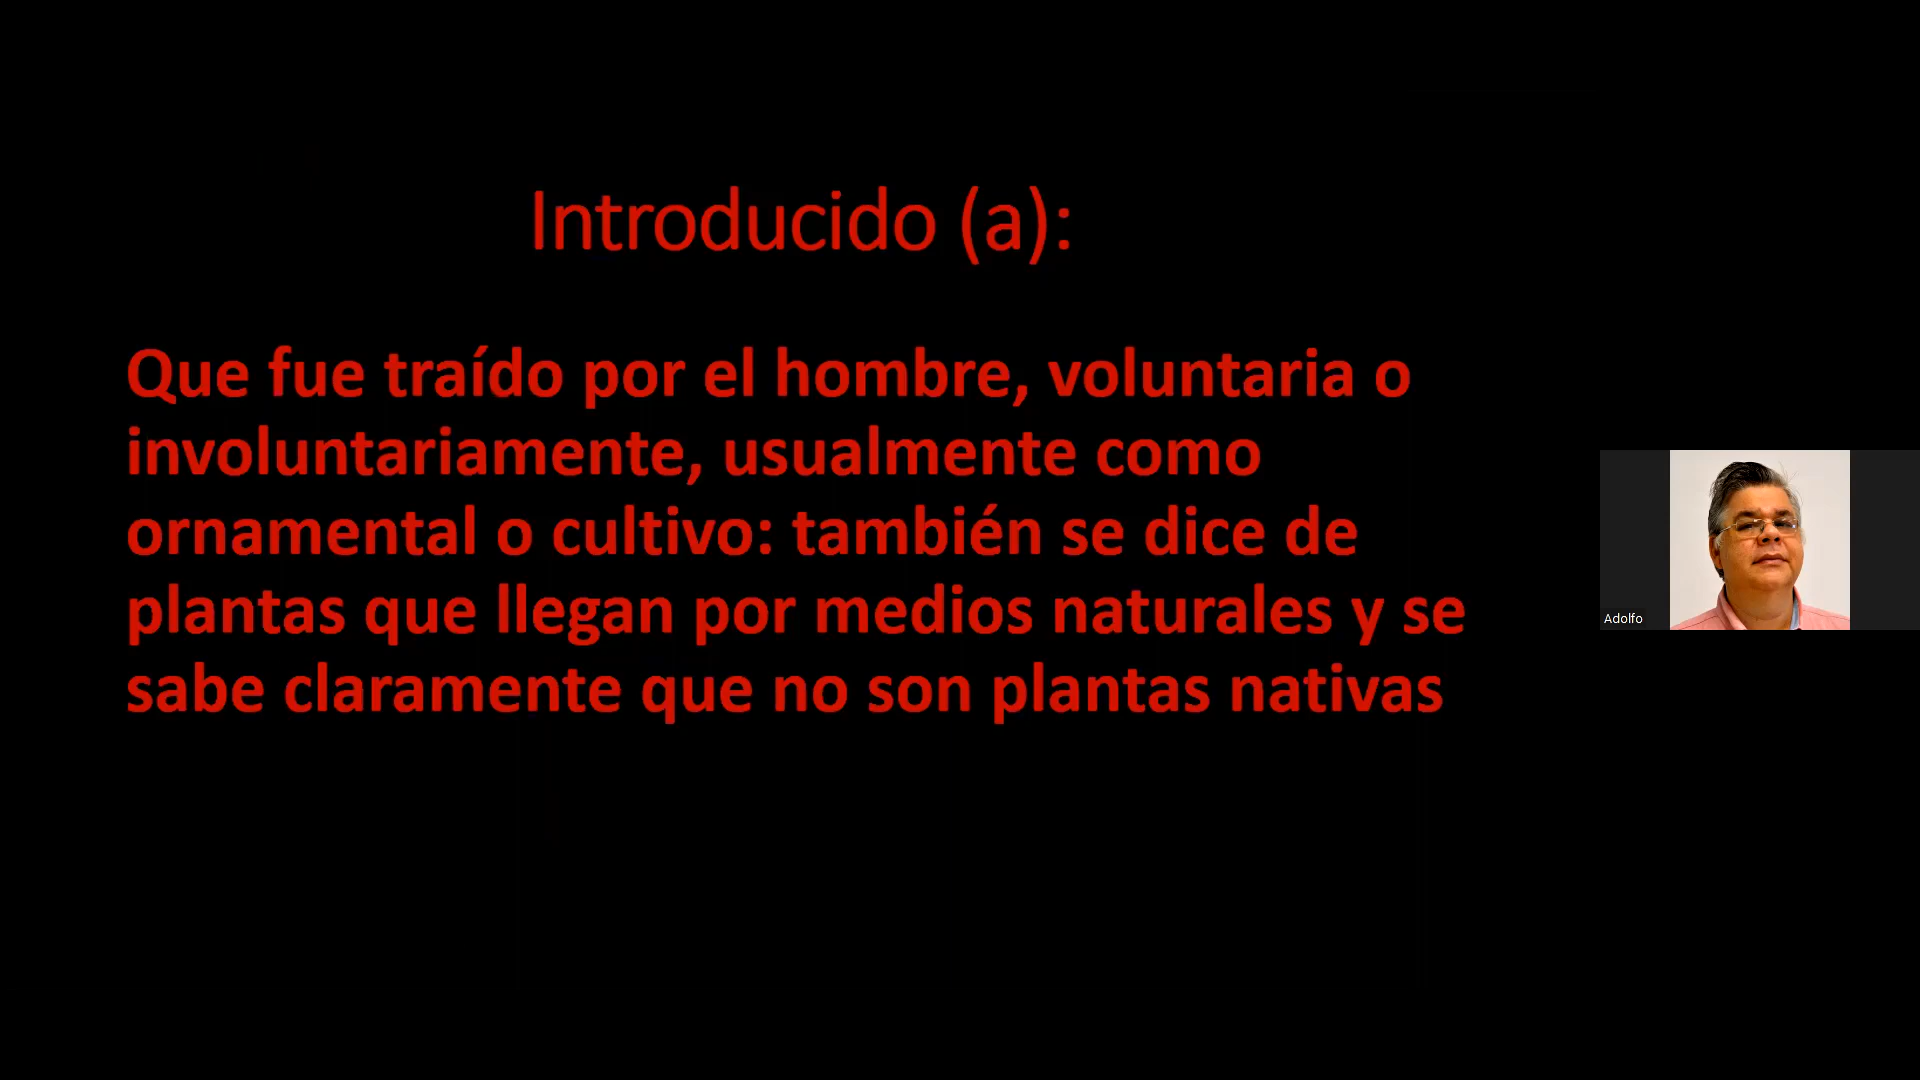 Introducido (a):
Que fue traído por el hombre, voluntaria o
involuntariamente, usualmente como
ornamental o cultivo: también se dice de
plantas que llegan por medios naturales y se
sabe claramente que no son plantas nativas
Adolfo